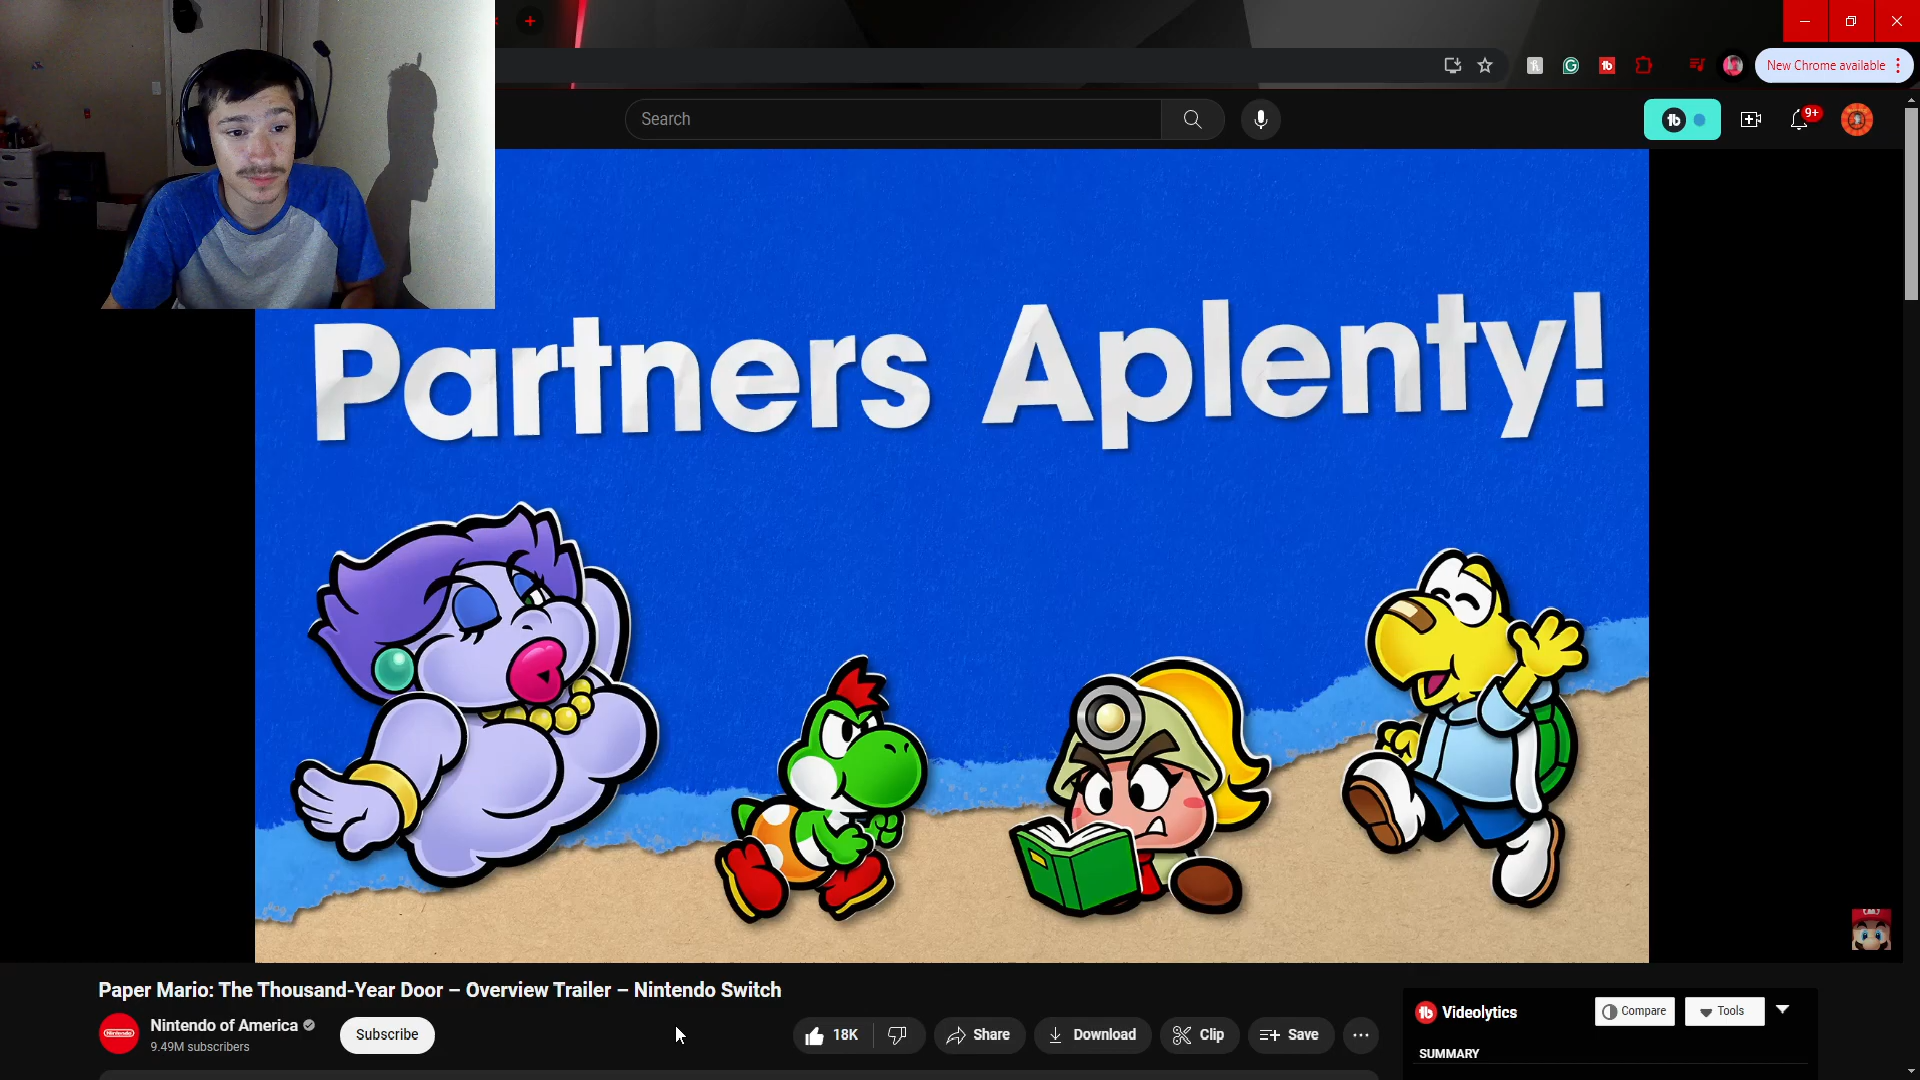 New Chrome available
Search
9+
Partners Aplenty!
Paper Mario: The Thousand-Year Door – Overview Trailer – Nintendo Switch
Nintendo of America
9.49M subscribers
Subscribe
18K
Share
Download
Clip
Save
Videolytics
Compare
Tools
SUMMARY